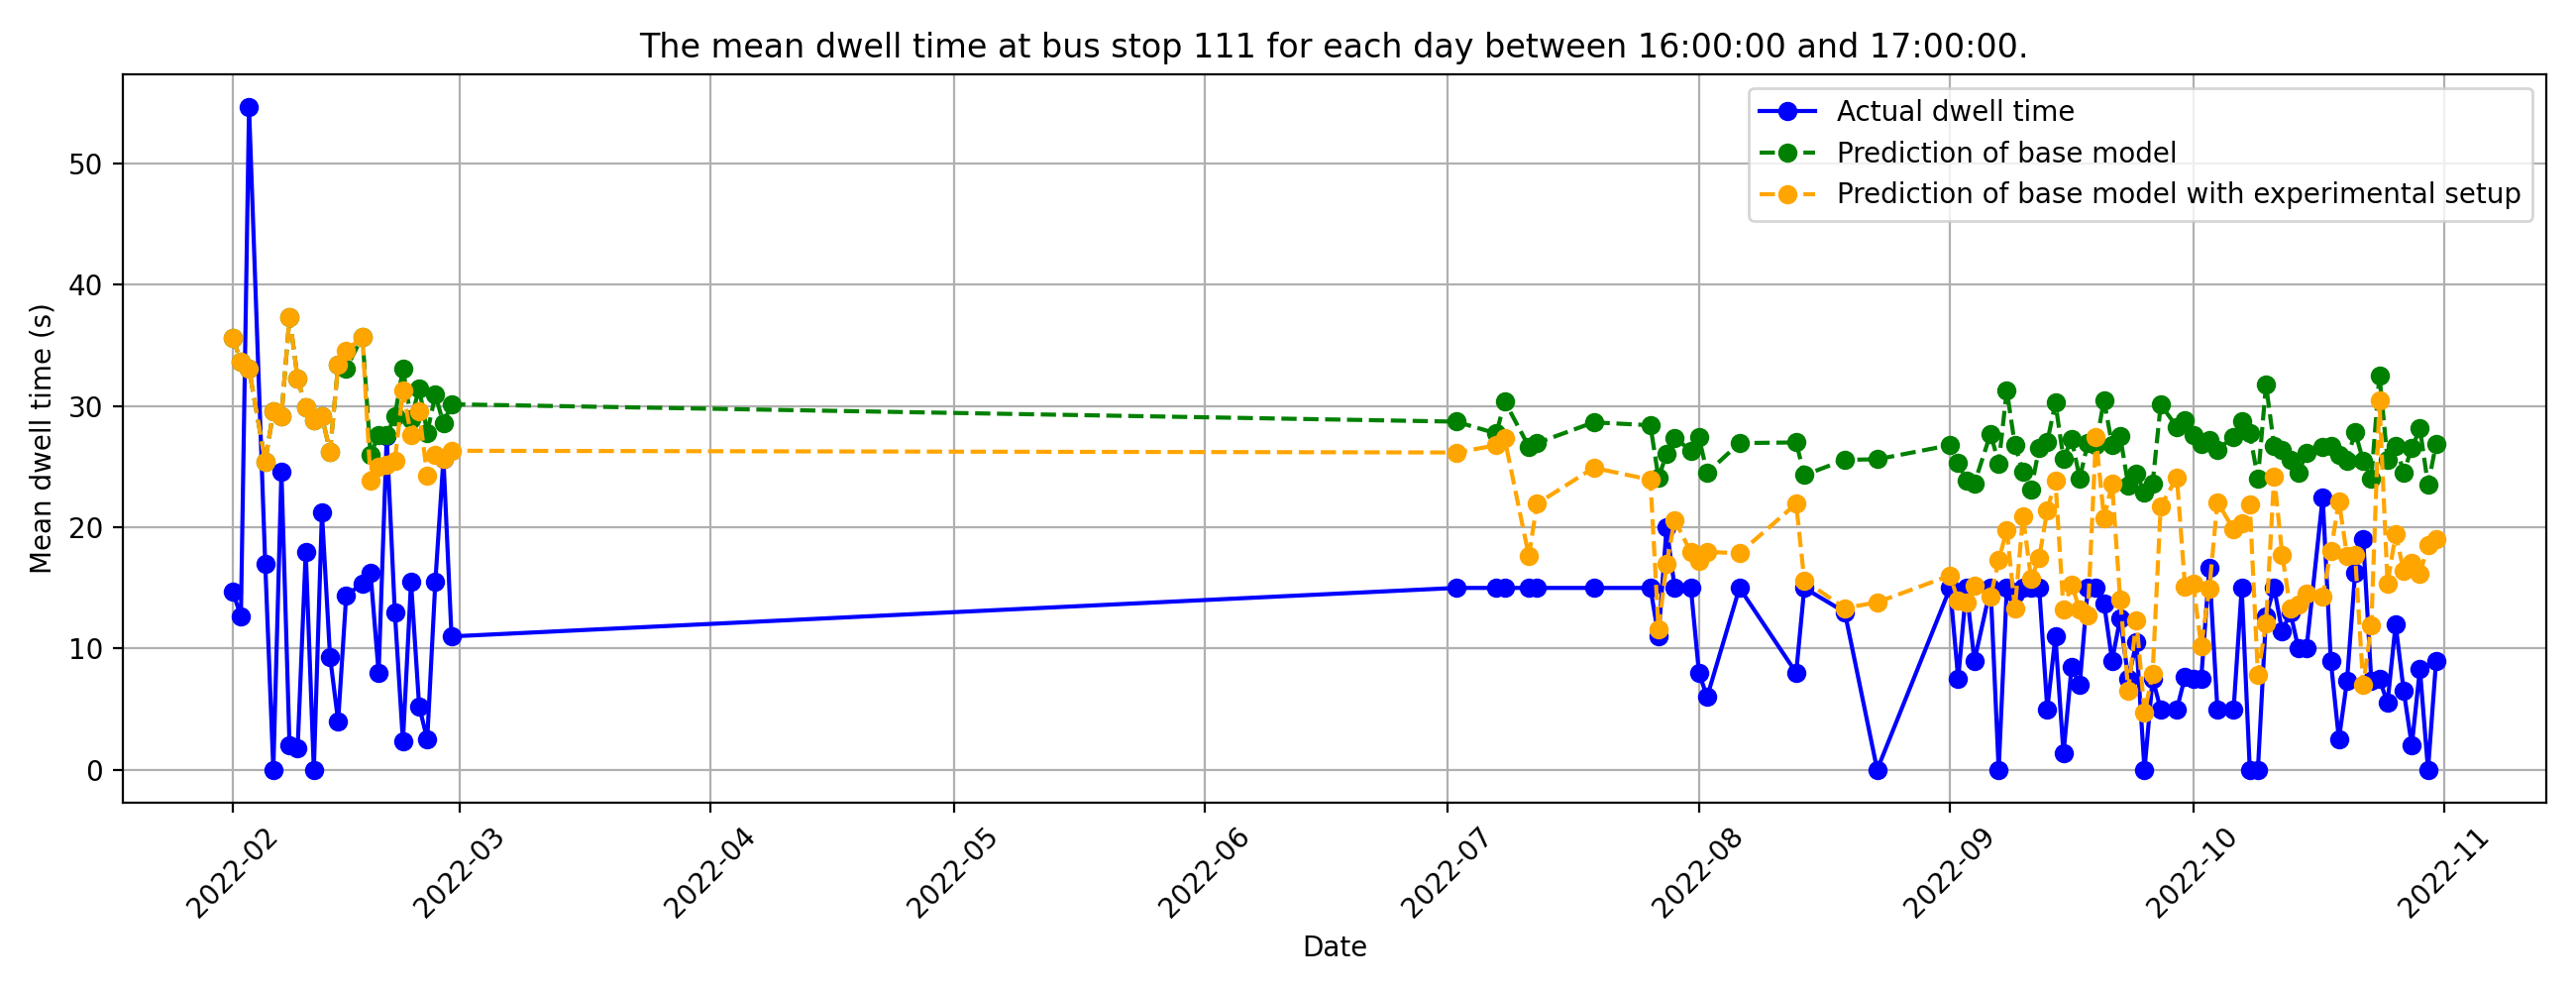 The mean dwell time at bus stop 111 for each day between 16:00:00 and 17:00:00.
Actual dwell time
Prediction of base model
Prediction of base model with experimental setup
Mean dwell time (s)
50
40
30
20
10
0
2022-02
2022-03
2022-04
2022-05
2022-06
2022-07
2022-08
2022-09
2022-10
2022-11
Date